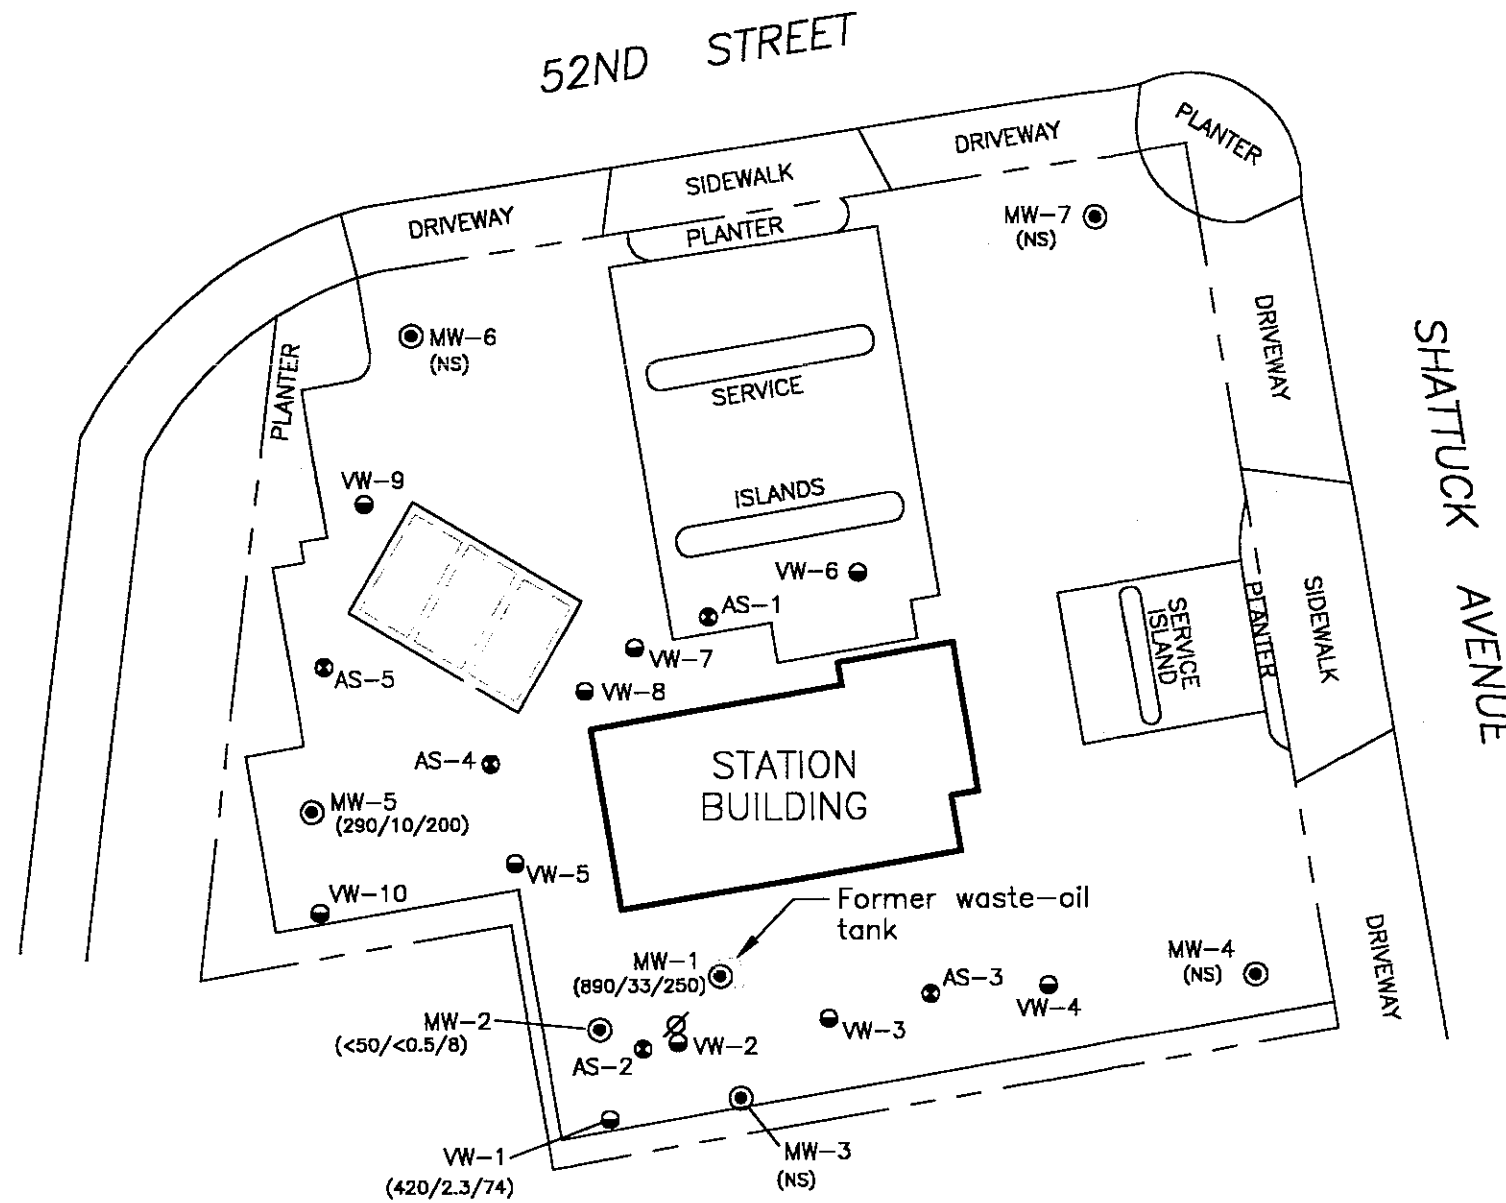 52ND STREET
PLANTER
DRIVEWAY
SIDEWALK
DRIVEWAY
PLANTER
MW-7
(NS)
MW-6
(NS)
PLANTER
DRIVEWAY
SERVICE
ISLANDS
SHATTUCK AVENUE
VW-9
VW-6
AS-1
VW-7
VW-8
AS-5
SERVICE
ISLAND
PLANTER
SIDEWALK
AS-4
STATION
BUILDING
MW-5
(290/10/200)
VW-5
VW-10
Former waste-oil
tank
MW-1
(890/33/250)
MW-4
(NS)
DRIVEWAY
AS-3
VW-4
VW-3
MW-2
(<50/<0.5/8)
VW-2
AS-2
VW-1
(420/2.3/74)
MW-3
(NS)